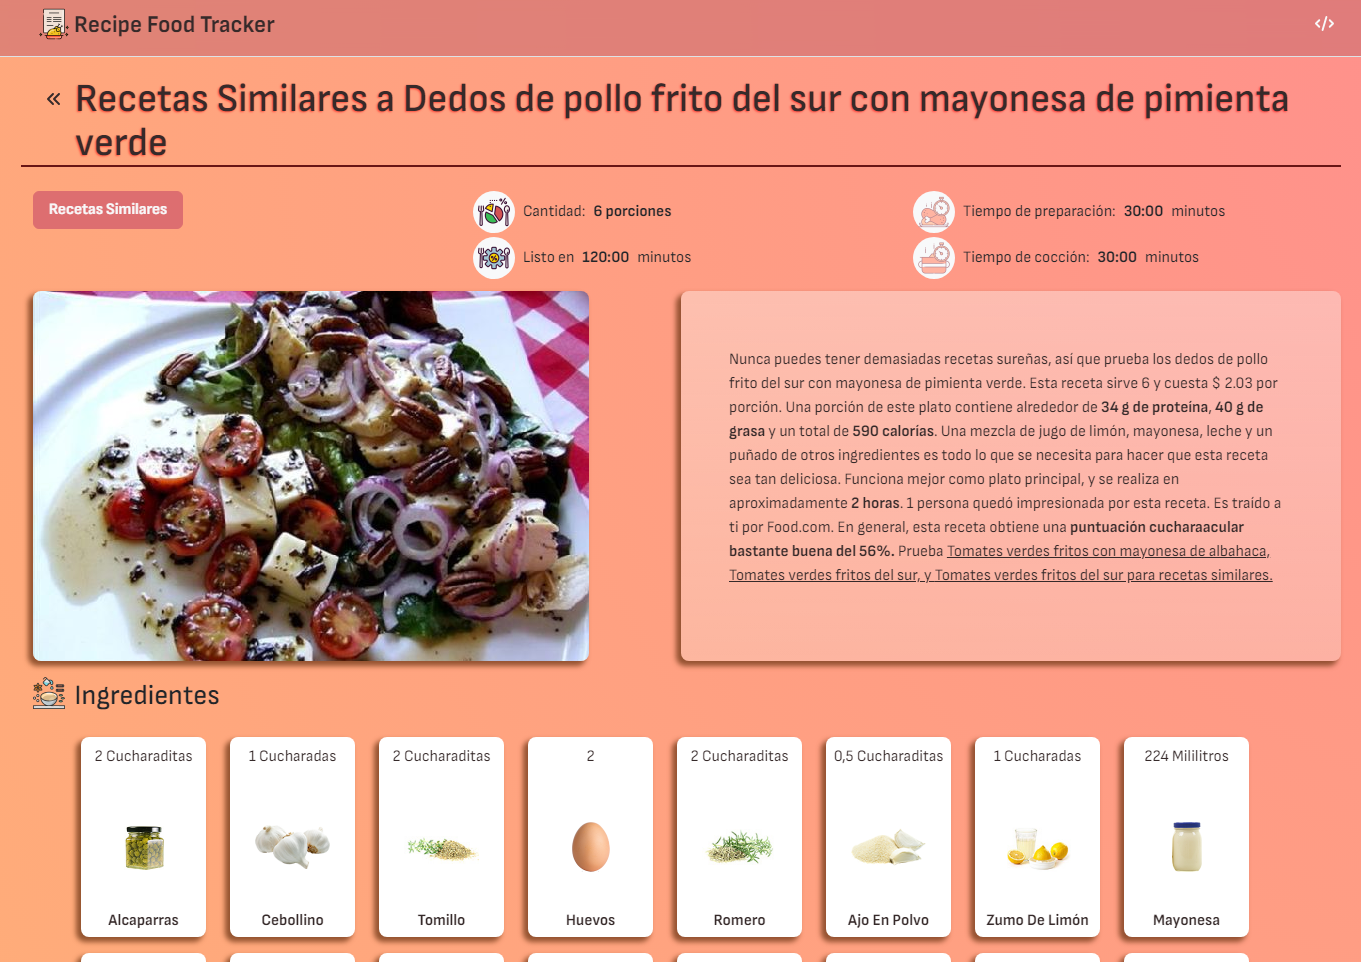 Recipe Food Tracker
</>
« Recetas Similares a Dedos de pollo frito del sur con mayonesa de pimienta
verde
Recetas Similares
Cantidad: 6 porciones
Tiempo de preparación: 30:00 minutos
Listo en 120:00 minutos
Tiempo de cocción: 30:00 minutos
Nunca puedes tener demasiadas recetas sureñas, así que prueba los dedos de pollo
frito del sur con mayonesa de pimienta verde. Esta receta sirve 6 y cuesta $ 2.03 por
porción. Una porción de este plato contiene alrededor de 34 g de proteína, 40 g de
grasa y un total de 590 calorías. Una mezcla de jugo de limón, mayonesa, leche y un
puñado de otros ingredientes es todo lo que se necesita para hacer que esta receta
sea tan deliciosa. Funciona mejor como plato principal, y se realiza en
aproximadamente 2 horas. 1 persona quedó impresionada por esta receta. Es traído a
ti por Food.com. En general, esta receta obtiene una puntuación cucharaacular
bastante buena del 56%. Prueba Tomates verdes fritos con mayonesa de albahaca,
Tomates verdes fritos del sur, y Tomates verdes fritos del sur para recetas similares.
Ingredientes
2 Cucharaditas
Alcaparras
1 Cucharadas
Cebollino
2 Cucharaditas
Tomillo
2
Huevos
2 Cucharaditas
Romero
0,5 Cucharaditas
Ajo En Polvo
1 Cucharadas
Zumo De Limón
224 Mililitros
Mayonesa